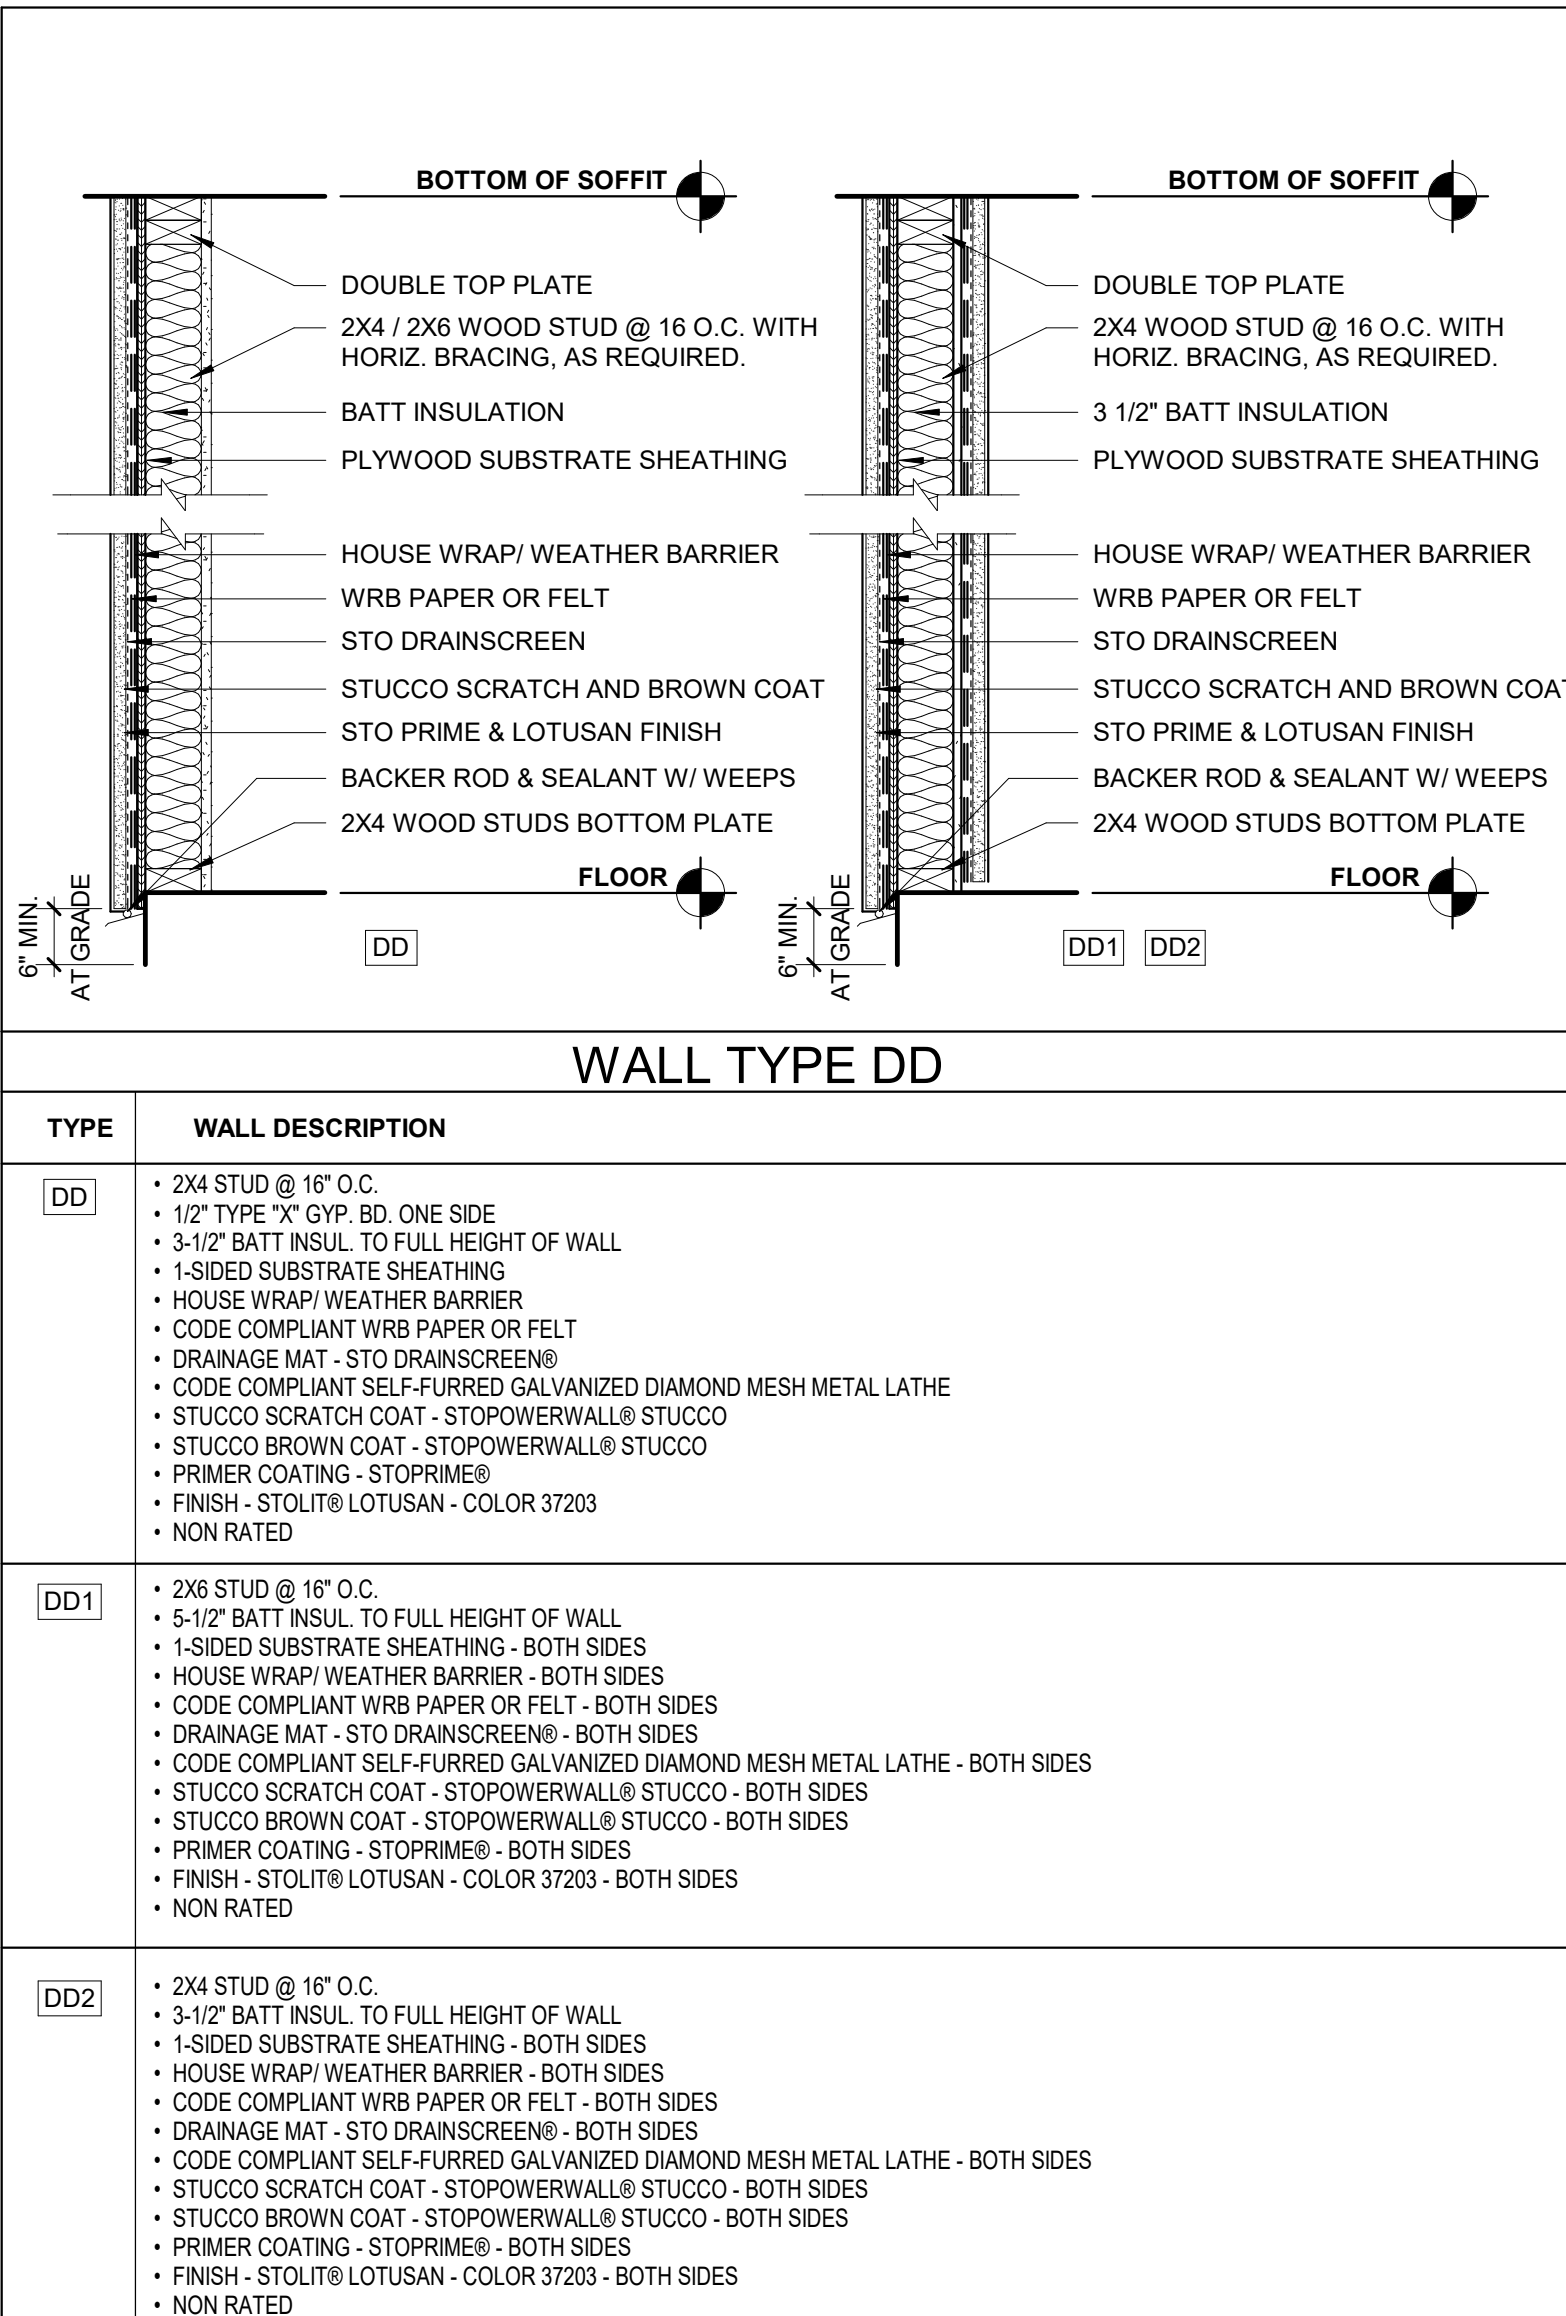 BOTTOM OF SOFFIT
DOUBLE TOP PLATE
2X4 / 2X6 WOOD STUD @ 16 O.C. WITH
HORIZ. BRACING, AS REQUIRED.
BATT INSULATION
PLYWOOD SUBSTRATE SHEATHING
HOUSE WRAP/ WEATHER BARRIER
WRB PAPER OR FELT
STO DRAINSCREEN
STUCCO SCRATCH AND BROWN COAT
STO PRIME & LOTUSAN FINISH
BACKER ROD & SEALANT W/ WEEPS
2X4 WOOD STUDS BOTTOM PLATE
FLOOR
6" MIN.
AT GRADE
DD
BOTTOM OF SOFFIT
DOUBLE TOP PLATE
2X4 WOOD STUD @ 16 O.C. WITH
HORIZ. BRACING, AS REQUIRED.
3 1/2" BATT INSULATION
PLYWOOD SUBSTRATE SHEATHING
HOUSE WRAP/ WEATHER BARRIER
WRB PAPER OR FELT
STO DRAINSCREEN
STUCCO SCRATCH AND BROWN COAT
STO PRIME & LOTUSAN FINISH
BACKER ROD & SEALANT W/ WEEPS
2X4 WOOD STUDS BOTTOM PLATE
FLOOR
6" MIN.
AT GRADE
DD1 DD2
WALL TYPE DD
TYPE WALL DESCRIPTION
DD
• 2X4 STUD @ 16" O.C.
• 1/2" TYPE "X" GYP. BD. ONE SIDE
• 3-1/2" BATT INSUL. TO FULL HEIGHT OF WALL
• 1-SIDED SUBSTRATE SHEATHING
• HOUSE WRAP/ WEATHER BARRIER
• CODE COMPLIANT WRB PAPER OR FELT
• DRAINAGE MAT - STO DRAINSCREEN®
• CODE COMPLIANT SELF-FURRED GALVANIZED DIAMOND MESH METAL LATHE
• STUCCO SCRATCH COAT - STOPOWERWALL® STUCCO
• STUCCO BROWN COAT - STOPOWERWALL® STUCCO
• PRIMER COATING - STOPRIME®
• FINISH - STOLIT® LOTUSAN - COLOR 37203
• NON RATED
DD1
• 2X6 STUD @ 16" O.C.
• 5-1/2" BATT INSUL. TO FULL HEIGHT OF WALL
• 1-SIDED SUBSTRATE SHEATHING - BOTH SIDES
• HOUSE WRAP/ WEATHER BARRIER - BOTH SIDES
• CODE COMPLIANT WRB PAPER OR FELT - BOTH SIDES
• DRAINAGE MAT - STO DRAINSCREEN® - BOTH SIDES
• CODE COMPLIANT SELF-FURRED GALVANIZED DIAMOND MESH METAL LATHE - BOTH SIDES
• STUCCO SCRATCH COAT - STOPOWERWALL® STUCCO - BOTH SIDES
• STUCCO BROWN COAT - STOPOWERWALL® STUCCO - BOTH SIDES
• PRIMER COATING - STOPRIME® - BOTH SIDES
• FINISH - STOLIT® LOTUSAN - COLOR 37203 - BOTH SIDES
• NON RATED
DD2
• 2X4 STUD @ 16" O.C.
• 3-1/2" BATT INSUL. TO FULL HEIGHT OF WALL
• 1-SIDED SUBSTRATE SHEATHING - BOTH SIDES
• HOUSE WRAP/ WEATHER BARRIER - BOTH SIDES
• CODE COMPLIANT WRB PAPER OR FELT - BOTH SIDES
• DRAINAGE MAT - STO DRAINSCREEN® - BOTH SIDES
• CODE COMPLIANT SELF-FURRED GALVANIZED DIAMOND MESH METAL LATHE - BOTH SIDES
• STUCCO SCRATCH COAT - STOPOWERWALL® STUCCO - BOTH SIDES
• STUCCO BROWN COAT - STOPOWERWALL® STUCCO - BOTH SIDES
• PRIMER COATING - STOPRIME® - BOTH SIDES
• FINISH - STOLIT® LOTUSAN - COLOR 37203 - BOTH SIDES
• NON RATED